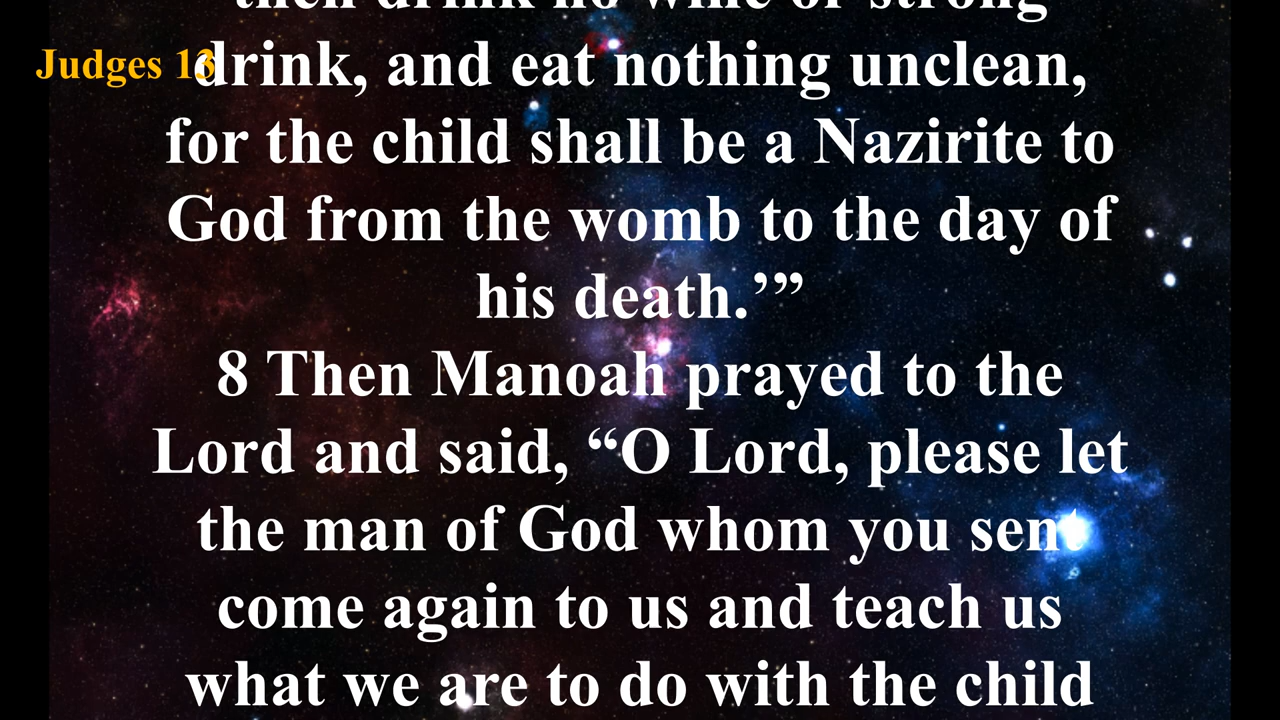 then drink no wine or strong
Judges 13
drink, and eat nothing unclean,
for the child shall be a Nazirite to
God from the womb to the day of
his death.’”
8 Then Manoah prayed to the
Lord and said, “O Lord, please let
the man of God whom you sent
come again to us and teach us
what we are to do with the child